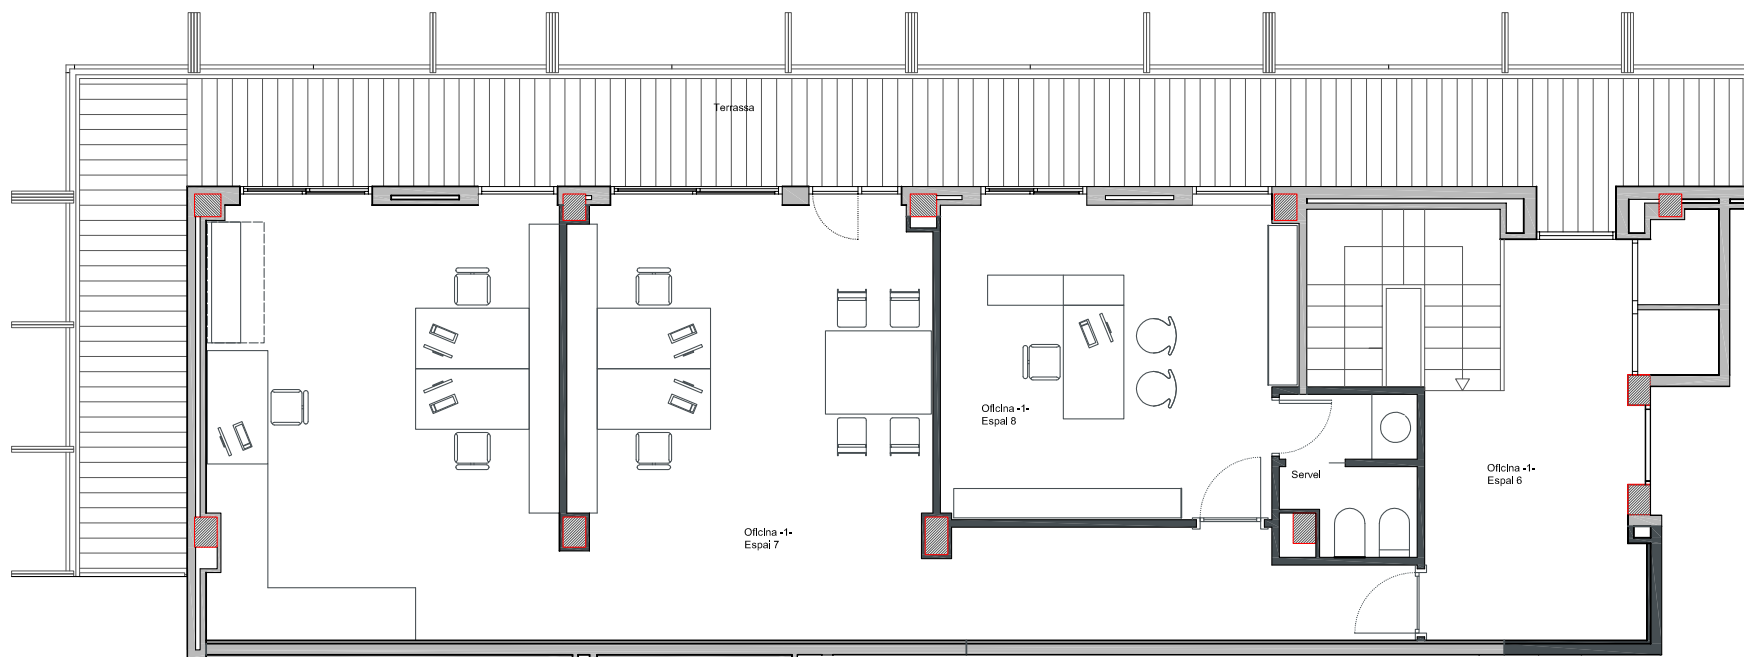 Terrassa
Oficina -1-
Espai 8
Servei
Oficina -1-
Espai 6
Oficina -1-
Espai 7